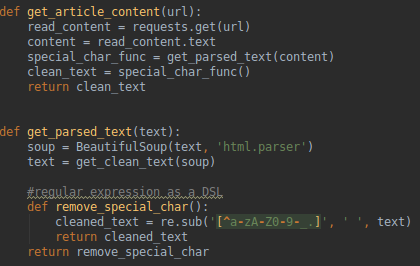 def get_article_content(url):
    read_content = requests.get(url)
    content = read_content.text
    special_char_func = get_parsed_text(content)
    clean_text = special_char_func()
    return clean_text
def get_parsed_text(text):
    soup = BeautifulSoup(text, 'html.parser')
    text = get_clean_text(soup)
    #regular expression as a DSL
    def remove_special_char():
        cleaned_text = re.sub('[^a-zA-Z0-9-_.]', ' ', text)
        return cleaned_text
    return remove_special_char